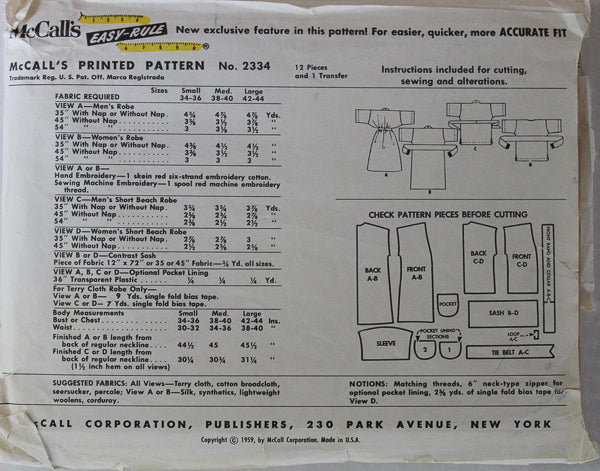 McCall's EASY-RULE ® New exclusive feature in this pattern! For easier, quicker, more ACCURATE FIT
McCALL'S PRINTED PATTERN No. 2334
Trademark Reg. U. S. Pat. Off. Marca Registrada
12 Pieces
and 1 Transfer
Instructions included for cutting,
sewing and alterations.
Sizes Small Med. Large
FABRIC REQUIRED 34-36 38-40 42-44
VIEW A—Men's Robe
35" With Nap or Without Nap. 4¾ 4⅞ 4⅞ Yds.
45" Without Nap 3⅜ 3½ 3⅞ "
54" " " 3 3⅛ 3½ "
VIEW B—Women's Robe
35" With Nap or Without Nap. 4⅜ 4½ 4½ "
45" Without Nap 3⅜ 3½ 3¾ "
54" " " 3 3 3 "
VIEW A or B—
Hand Embroidery—1 skein red six-strand embroidery cotton.
Sewing Machine Embroidery—1 spool red machine embroidery
thread.
VIEW C—Men's Short Beach Robe
35" With Nap or Without Nap. 3¾ 3¾ 3⅞ Yds.
45" Without Nap 2⅝ 2¾ 2⅞ "
54" " " 2⅜ 2½ 2½ "
VIEW D—Women's Short Beach Robe
35" With Nap or Without Nap. 2⅞ 2⅞ 3 "
45" Without Nap 2½ 2⅝ 2¾ "
VIEW B or D—Contrast Sash
Piece of Fabric 12" x 72" or 35 or 45" Fabric—¾ Yd. all sizes.
VIEW A, B, C or D—Optional Pocket Lining
36" Transparent Plastic ¼ ¼ ¼ Yd.
For Terry Cloth Robe Only—
View A or B— 9 Yds. single fold bias tape.
View C or D— 7 Yds. single fold bias tape.
Body Measurements Small Med. Large
Bust or Chest 34-36 38-40 42-44 Ins.
Waist 30-32 34-36 38-40 "
Finished A or B length from
back of regular neckline 44½ 45 45½ "
Finished C or D length from
back of regular neckline 30¼ 30¾ 31¼ "
(1½ inch hem on all views)
SUGGESTED FABRICS: All Views—Terry cloth, cotton broadcloth,
seersucker, percale; View A or B—Silk, synthetics, lightweight
woolens, corduroy.
A
B
C
D
CHECK PATTERN PIECES BEFORE CUTTING
BACK
A-B
FRONT
A-B
BACK
C-D
FRONT
C-D
POCKET
SASH B-D
SLEEVE
POCKET LINING
SECTIONS
2
1
LOOP
A-C
TIE BELT A-C
NOTIONS: Matching threads, 6" neck-type zipper for
optional pocket lining, 2⅜ yds. of single fold bias tape for
View D.
McCALL CORPORATION, PUBLISHERS, 230 PARK AVENUE, NEW YORK
Copyright © 1959, by McCall Corporation. Made in U.S.A.